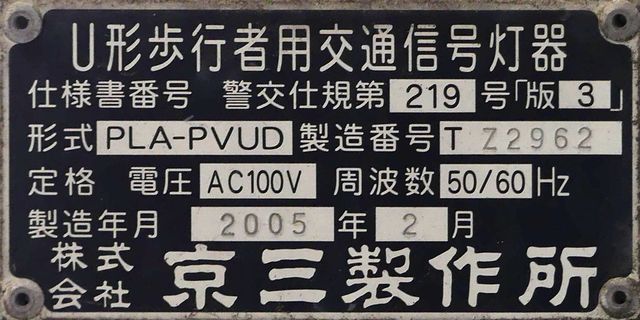 U形歩行者用交通信号灯器
仕様書番号 警交仕規第 219 号「版 3」
形式 PLA-PVUD 製造番号 T Z2962
定格 電圧 AC100V 周波数 50/60 Hz
製造年月 2005 年 2 月
株式会社 京三製作所